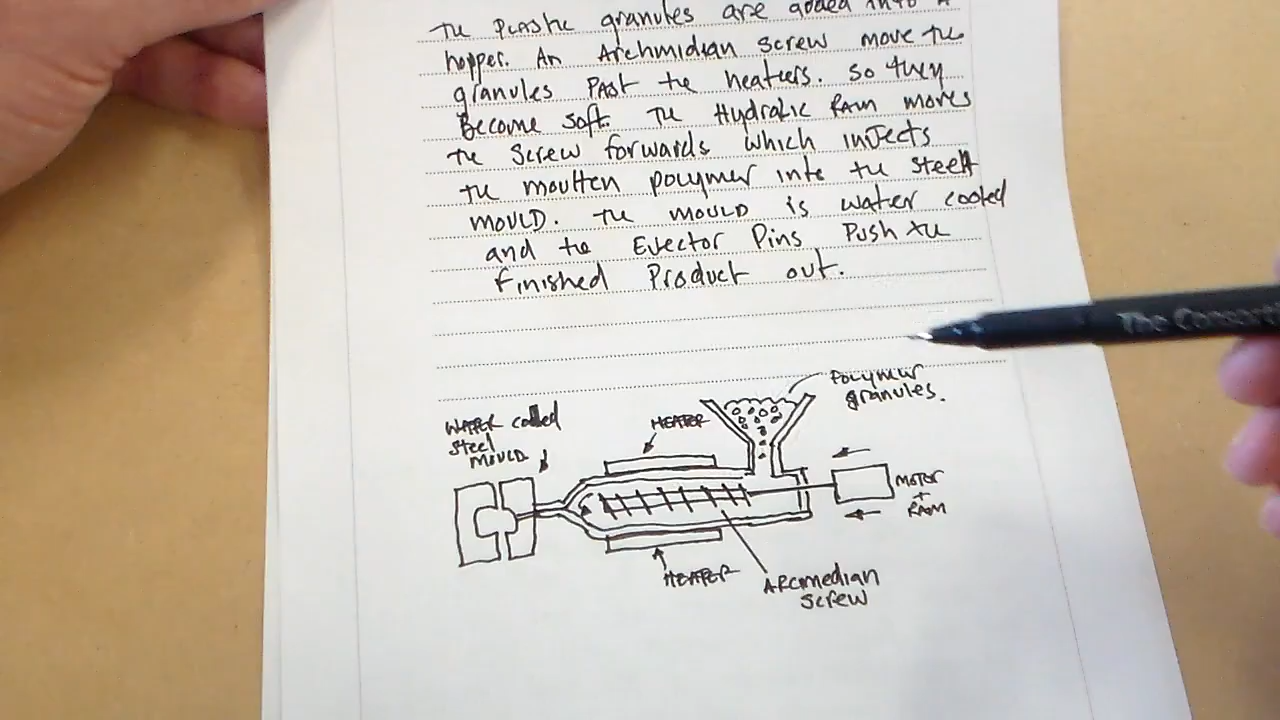 The Plastic granules are added into a
hopper. An Archmidian screw move the
granules Past the heaters. so they
Become soft. The Hydralic Ram moves
the screw forwards which injects
the moultten polymer into the steel
mould. The mould is water cooled
and the Ejector Pins Push the
finished Product out.
Polymer
granules.
Water cooled
steel
mould
HEATER
MOTOR
+
RAM
HEATER
Arcmedian
screw
The Consort